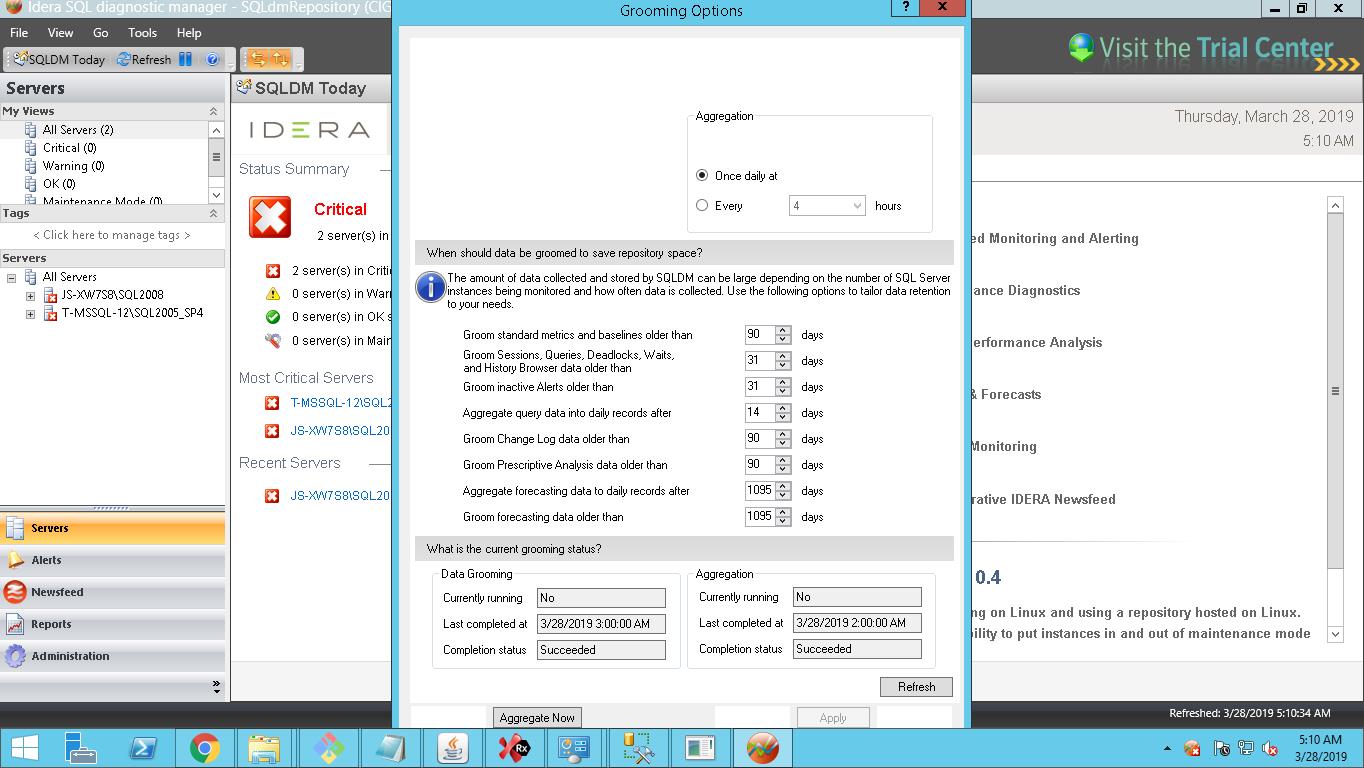 Idera SQL diagnostic manager - SQLdmRepository (CIG
Grooming Options
?
File View Go Tools Help
SQLDM Today Refresh
Visit the Trial Center
Servers
SQLDM Today
My Views
All Servers (2)
Critical (0)
Warning (0)
OK (0)
Maintenance Mode (0)
Tags
< Click here to manage tags >
Servers
All Servers
JS-XW7S8\SQL2008
T-MSSQL-12\SQL2005_SP4
Servers
Alerts
Newsfeed
Reports
Administration
IDERA
Status Summary
Critical
2 server(s) in
2 server(s) in Criti
0 server(s) in Warn
0 server(s) in OK s
0 server(s) in Main
Most Critical Servers
T-MSSQL-12\SQL2
JS-XW7S8\SQL20
Recent Servers
JS-XW7S8\SQL20
Aggregation
Once daily at
Every 4 hours
When should data be groomed to save repository space?
The amount of data collected and stored by SQLDM can be large depending on the number of SQL Server
instances being monitored and how often data is collected. Use the following options to tailor data retention
to your needs.
Groom standard metrics and baselines older than 90 days
Groom Sessions, Queries, Deadlocks, Waits,
and History Browser data older than 31 days
Groom inactive Alerts older than 31 days
Aggregate query data into daily records after 14 days
Groom Change Log data older than 90 days
Groom Prescriptive Analysis data older than 90 days
Aggregate forecasting data to daily records after 1095 days
Groom forecasting data older than 1095 days
What is the current grooming status?
Data Grooming
Currently running No
Last completed at 3/28/2019 3:00:00 AM
Completion status Succeeded
Aggregation
Currently running No
Last completed at 3/28/2019 2:00:00 AM
Completion status Succeeded
Refresh
Aggregate Now
Apply
Thursday, March 28, 2019
5:10 AM
ed Monitoring and Alerting
ance Diagnostics
erformance Analysis
& Forecasts
Monitoring
rative IDERA Newsfeed
0.4
ng on Linux and using a repository hosted on Linux.
ility to put instances in and out of maintenance mode
Refreshed: 3/28/2019 5:10:34 AM
Rx
5:10 AM
3/28/2019